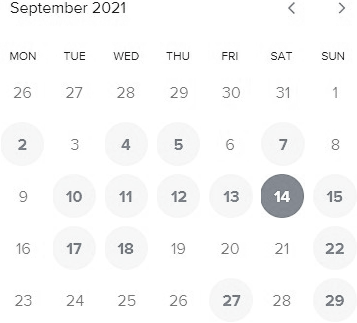 September 2021
MON TUE WED THU FRI SAT SUN
26 27 28 29 30 31 1
2 3 4 5 6 7 8
9 10 11 12 13 14 15
16 17 18 19 20 21 22
23 24 25 26 27 28 29